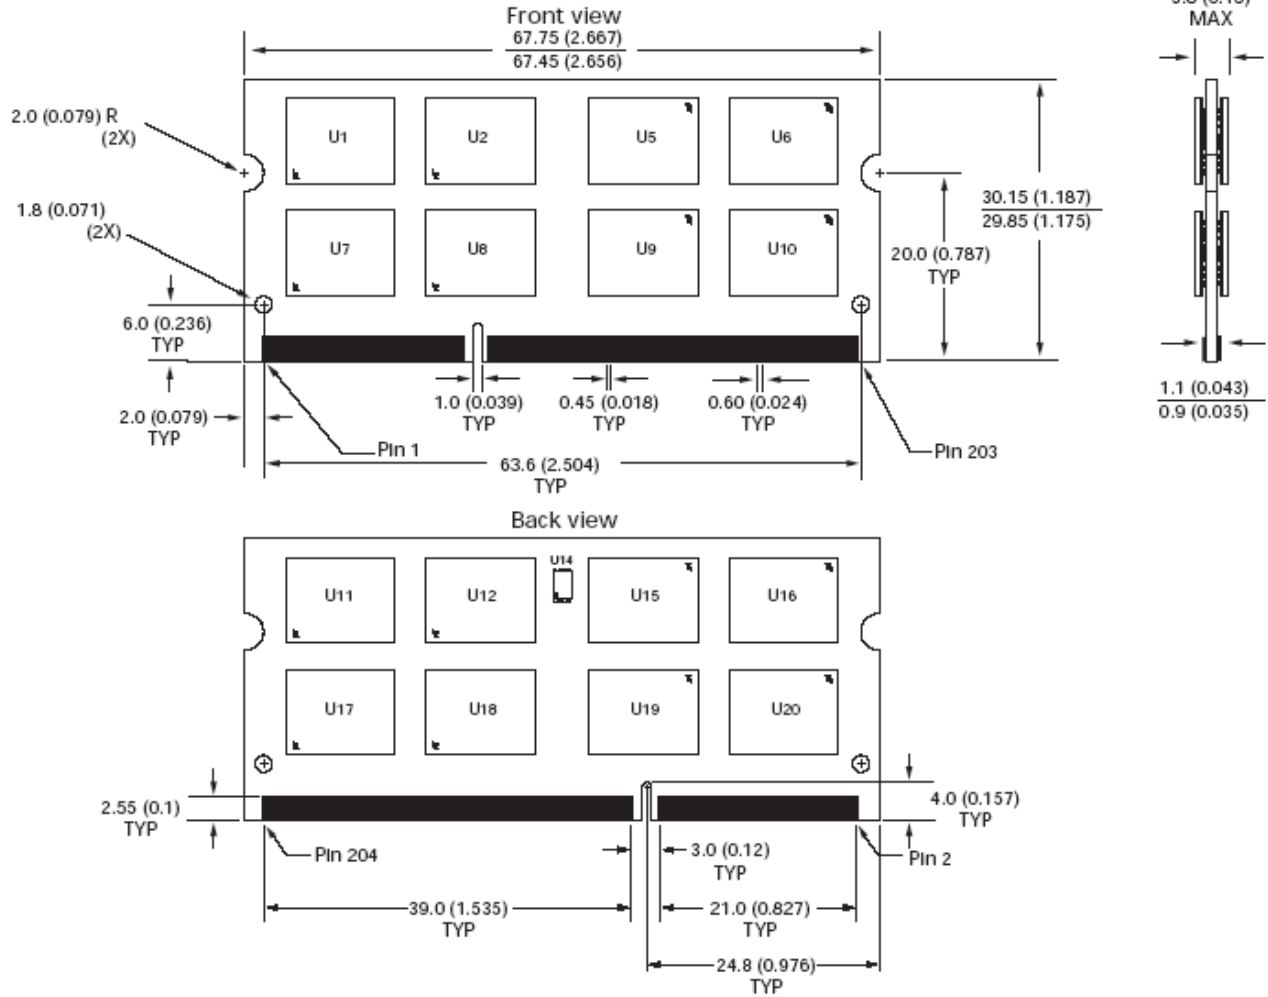 Front view
67.75 (2.667)
67.45 (2.656)
MAX
2.0 (0.079) R
(2X)
U1
U2
U5
U6
1.8 (0.071)
(2X)
U7
U8
U9
U10
30.15 (1.187)
29.85 (1.175)
20.0 (0.787)
TYP
6.0 (0.236)
TYP
2.0 (0.079)
TYP
1.0 (0.039)
TYP
0.45 (0.018)
TYP
0.60 (0.024)
TYP
1.1 (0.043)
0.9 (0.035)
Pin 1
63.6 (2.504)
TYP
Pin 203
Back view
U14
U11
U12
U15
U16
U17
U18
U19
U20
2.55 (0.1)
TYP
4.0 (0.157)
TYP
Pin 204
3.0 (0.12)
TYP
Pin 2
39.0 (1.535)
TYP
21.0 (0.827)
TYP
24.8 (0.976)
TYP